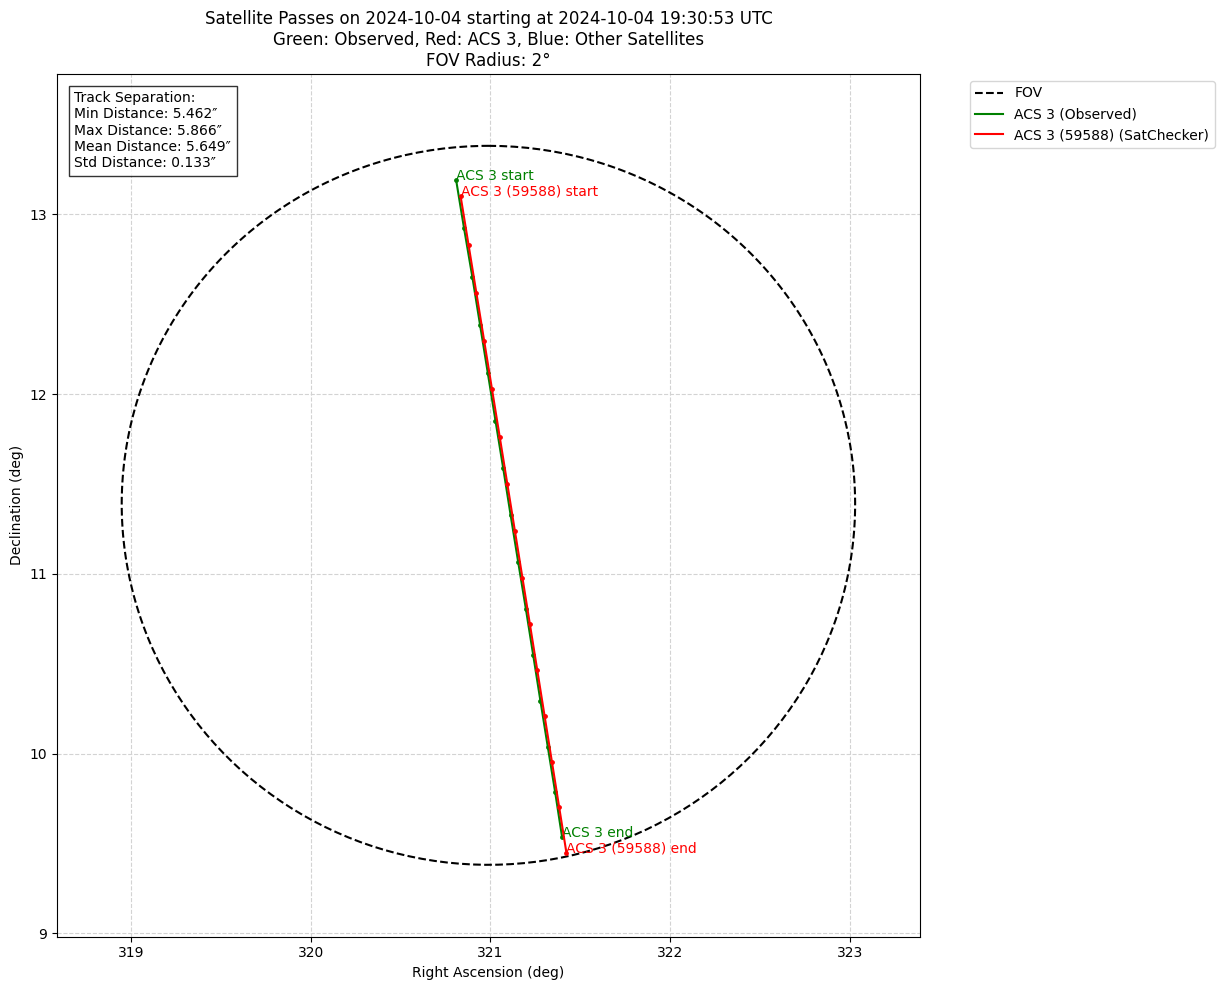 Satellite Passes on 2024-10-04 starting at 2024-10-04 19:30:53 UTC
Green: Observed, Red: ACS 3, Blue: Other Satellites
FOV Radius: 2°
Track Separation:
Min Distance: 5.462″
Max Distance: 5.866″
Mean Distance: 5.649″
Std Distance: 0.133″
FOV
ACS 3 (Observed)
ACS 3 (59588) (SatChecker)
ACS 3 start
ACS 3 (59588) start
ACS 3 end
ACS 3 (59588) end
13
12
11
10
9
Declination (deg)
319
320
321
322
323
Right Ascension (deg)